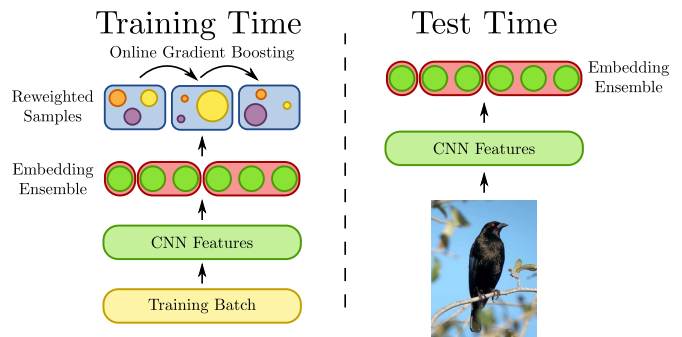 Training Time
Online Gradient Boosting
Reweighted
Samples
Embedding
Ensemble
CNN Features
Training Batch
Test Time
Embedding
Ensemble
CNN Features